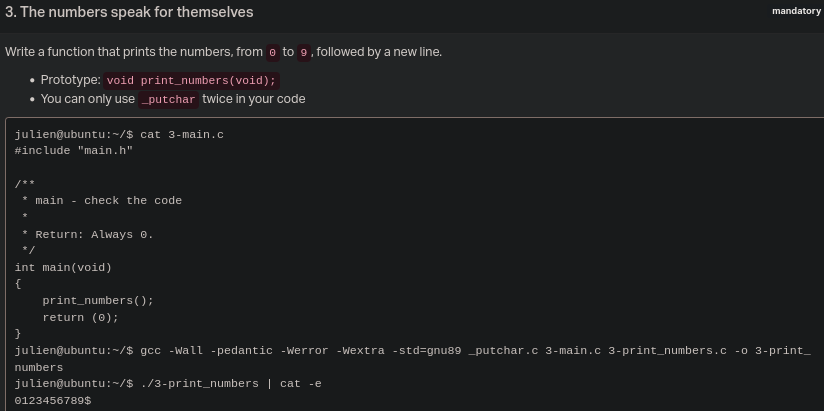 3. The numbers speak for themselves
mandatory
Write a function that prints the numbers, from 0 to 9, followed by a new line.
• Prototype: void print_numbers(void);
• You can only use _putchar twice in your code
julien@ubuntu:~/$ cat 3-main.c
#include "main.h"

/**
 * main - check the code
 *
 * Return: Always 0.
 */
int main(void)
{
    print_numbers();
    return (0);
}
julien@ubuntu:~/$ gcc -Wall -pedantic -Werror -Wextra -std=gnu89 _putchar.c 3-main.c 3-print_numbers.c -o 3-print_
numbers
julien@ubuntu:~/$ ./3-print_numbers | cat -e
0123456789$